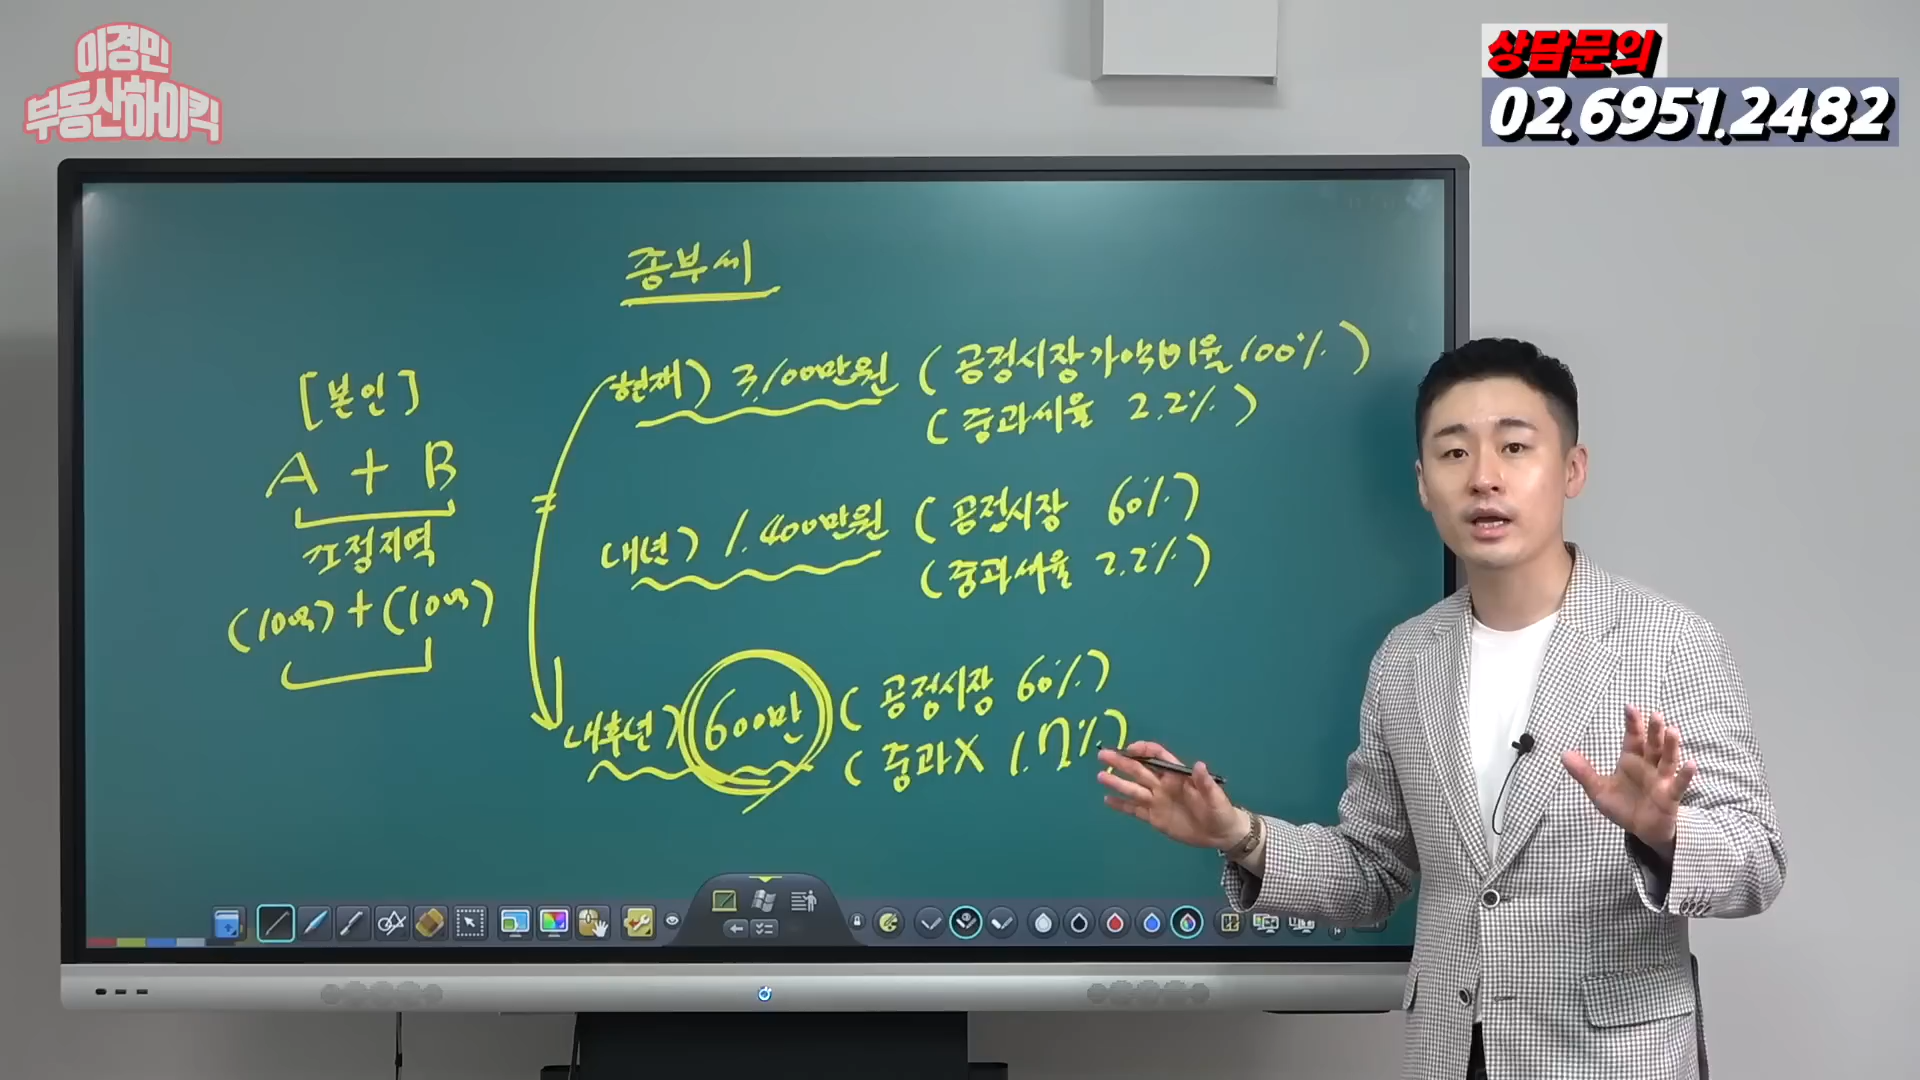 이경민
부동산하이킥
상담문의
02.6951.2482
종부세
[본인]
A + B
조정지역
(10억) + (10억)
현재) 3,100만원 (공정시장가액비율 100%)
(중과세율 2.2%)
내년) 1,400만원 (공정시장 60%)
(중과세율 2.2%)
내후년) 600만 (공정시장 60%)
(중과X 1.7%)